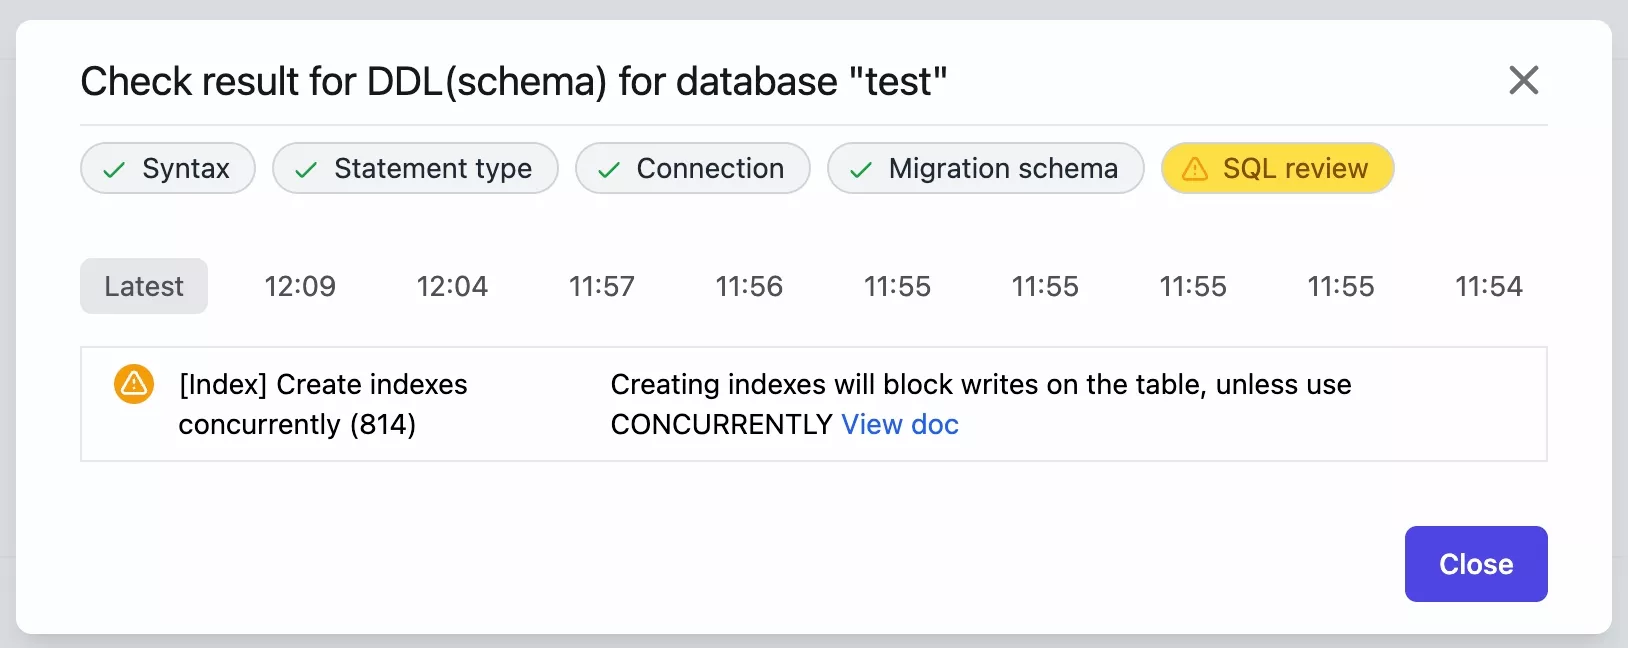 Check result for DDL(schema) for database "test"
Syntax
Statement type
Connection
Migration schema
SQL review
Latest 12:09 12:04 11:57 11:56 11:55 11:55 11:55 11:55 11:54
[Index] Create indexes
concurrently (814)
Creating indexes will block writes on the table, unless use
CONCURRENTLY View doc
Close